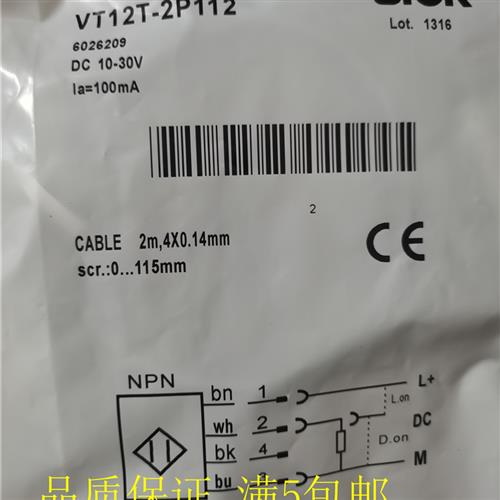 VT12T-2P112
6026209
Lot. 1316
DC 10-30V
Ia=100mA
2
CABLE 2m,4X0.14mm
scr.:0...115mm
CE
NPN
bn 1 L+
L.on
wh 2 DC
bk 4 D.on
bu M
品质保证 满5包邮